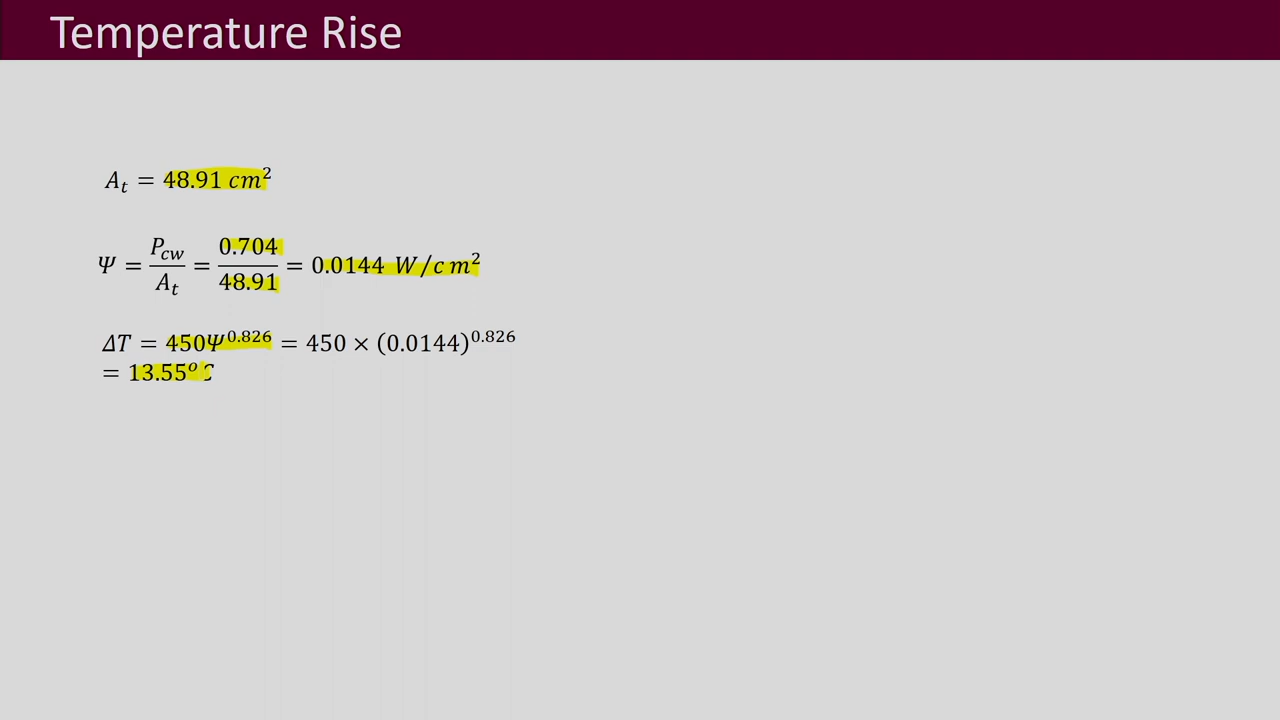 Temperature Rise
A_t = 48.91 cm²
Ψ = P_cw/A_t = 0.704/48.91 = 0.0144 W/c m²
ΔT = 450Ψ^0.826 = 450 × (0.0144)^0.826
= 13.55°C